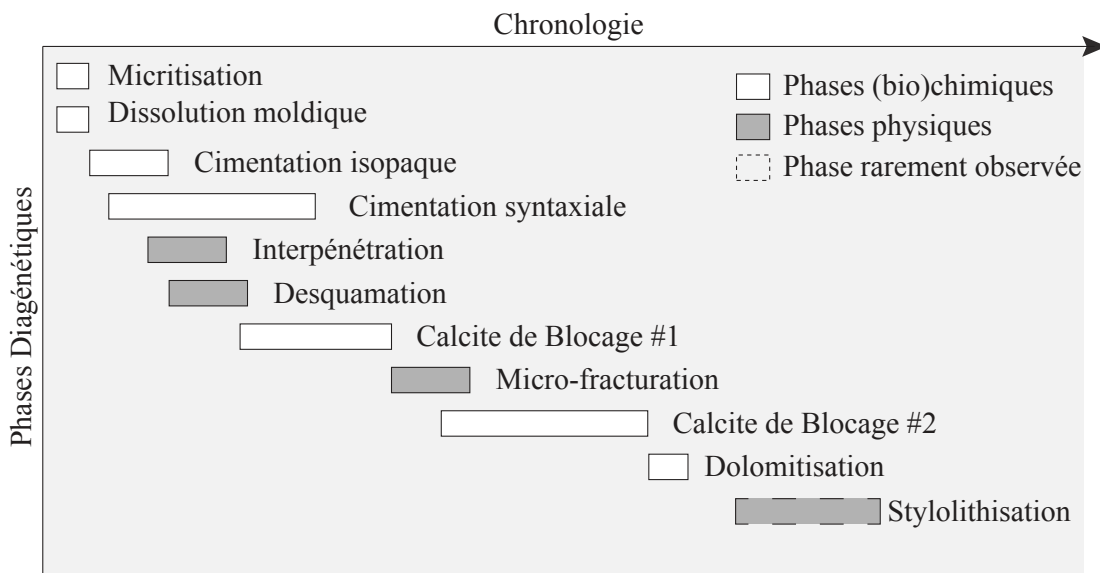 Chronologie
Phases Diagénétiques
Micritisation
Dissolution moldique
Cimentation isopaque
Cimentation syntaxiale
Interpénétration
Desquamation
Calcite de Blocage #1
Micro-fracturation
Calcite de Blocage #2
Dolomitisation
Stylolithisation
Phases (bio)chimiques
Phases physiques
Phase rarement observée